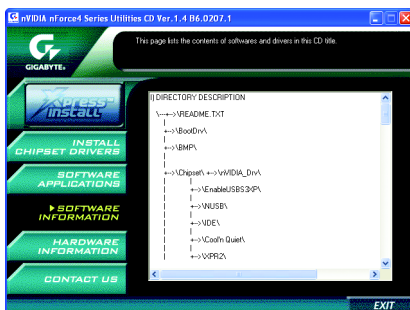 nVIDIA nForce4 Series Utilities CD Ver.1.4 B6.0207.1
GIGABYTE
This page lists the contents of softwares and drivers in this CD title.
Xpress
INSTALL
INSTALL
CHIPSET DRIVERS
SOFTWARE
APPLICATIONS
SOFTWARE
INFORMATION
HARDWARE
INFORMATION
CONTACT US
I) DIRECTORY DESCRIPTION
\---+-->\README.TXT
+-->\BootDrv\
+-->\BMP\
+-->\Chipset\ +-->\nVIDIA_Drv\
+-->\EnableUSBS3XP\
+-->\NUSB\
+-->\IDE\
+-->\Cool'n Quiet\
+-->\XPR2\
EXIT